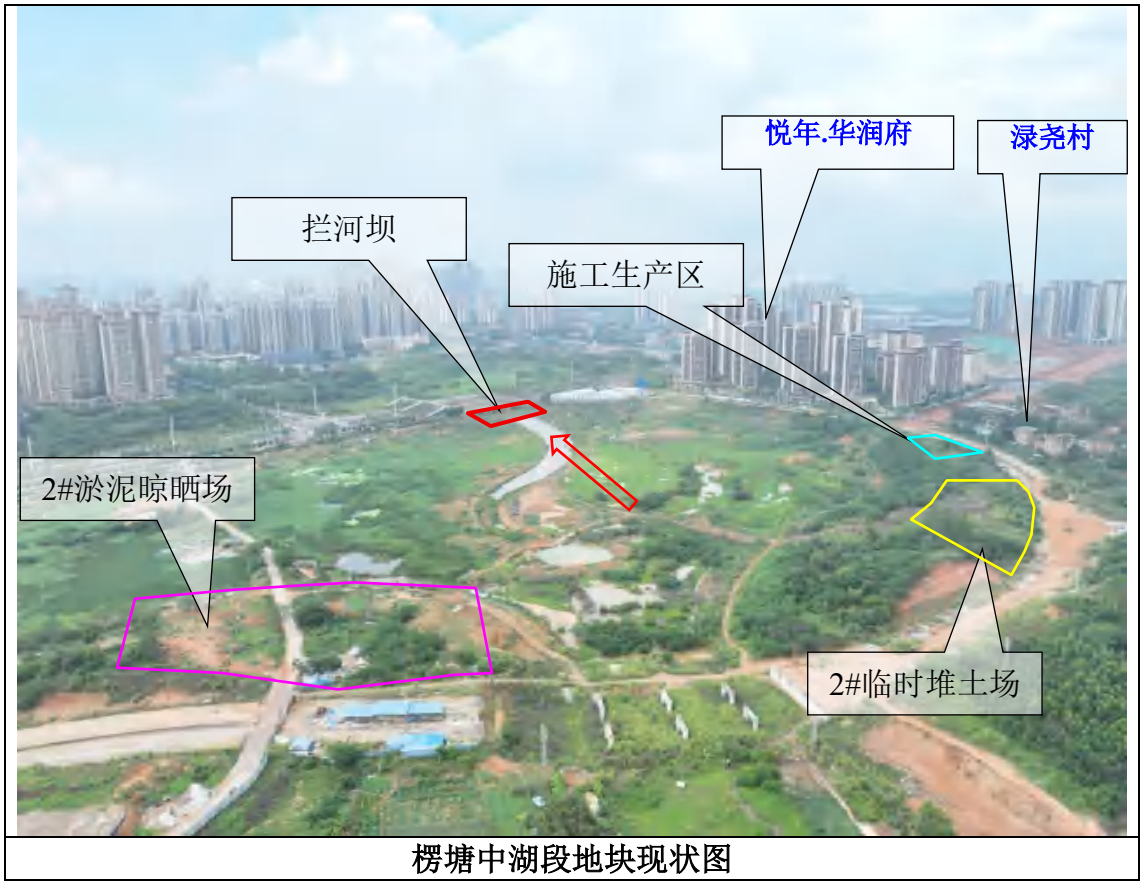 悦年.华润府
渌尧村
拦河坝
施工生产区
2#淤泥晾晒场
2#临时堆土场
楞塘中湖段地块现状图